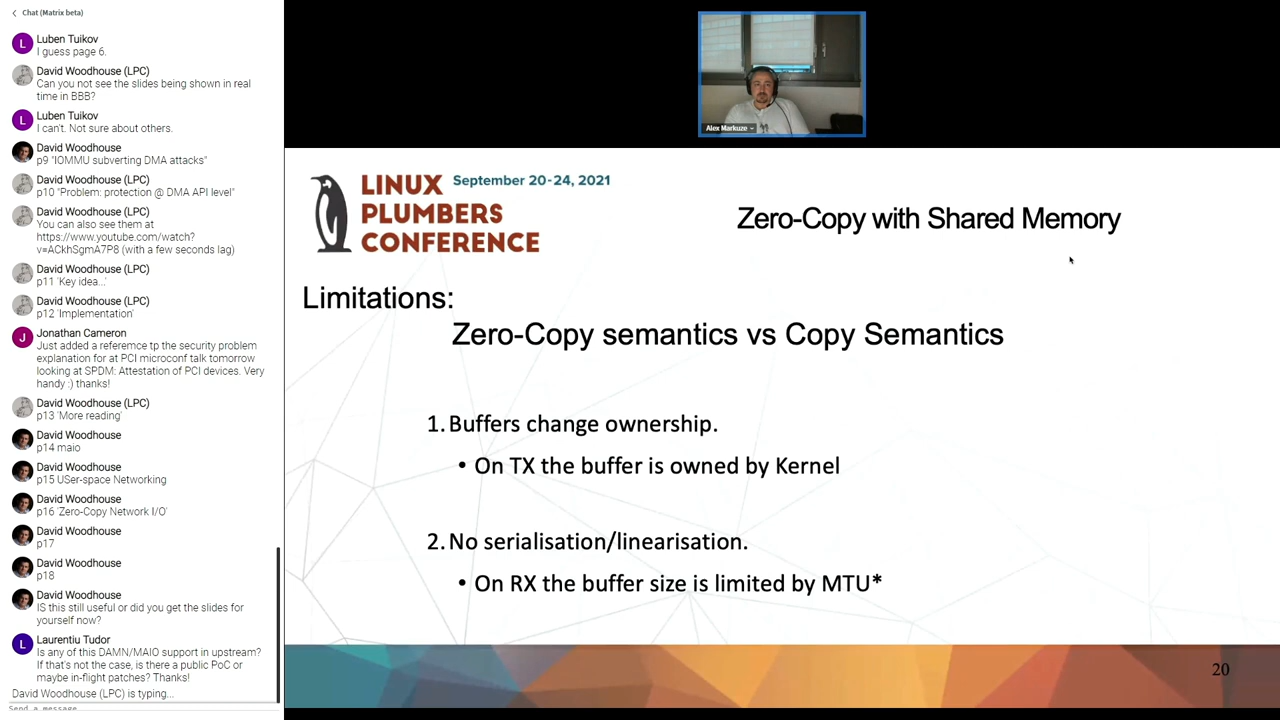 Chat (Matrix beta)
L
Luben Tuikov
I guess page 6.
David Woodhouse (LPC)
Can you not see the slides being shown in real
time in BBB?
L
Luben Tuikov
I can't. Not sure about others.
David Woodhouse
p9 "IOMMU subverting DMA attacks"
David Woodhouse (LPC)
p10 "Problem: protection @ DMA API level"
David Woodhouse (LPC)
You can also see them at
https://www.youtube.com/watch?
v=ACkhSgmA7P8 (with a few seconds lag)
David Woodhouse (LPC)
p11 'Key idea...'
David Woodhouse (LPC)
p12 'Implementation'
J
Jonathan Cameron
Just added a reference tp the security problem
explanation for at PCI microconf talk tomorrow
looking at SPDM: Attestation of PCI devices. Very
handy :) thanks!
David Woodhouse (LPC)
p13 'More reading'
David Woodhouse
p14 maio
David Woodhouse
p15 USer-space Networking
David Woodhouse
p16 'Zero-Copy Network I/O'
David Woodhouse
p17
David Woodhouse
p18
David Woodhouse
IS this still useful or did you get the slides for
yourself now?
L
Laurentiu Tudor
Is any of this DAMN/MAIO support in upstream?
If that's not the case, is there a public PoC or
maybe in-flight patches? Thanks!
David Woodhouse (LPC) is typing...
Send a message
Alex Markuze
LINUX
September 20-24, 2021
PLUMBERS
CONFERENCE
Zero-Copy with Shared Memory
Limitations:
Zero-Copy semantics vs Copy Semantics
1. Buffers change ownership.
• On TX the buffer is owned by Kernel
2. No serialisation/linearisation.
• On RX the buffer size is limited by MTU*
20